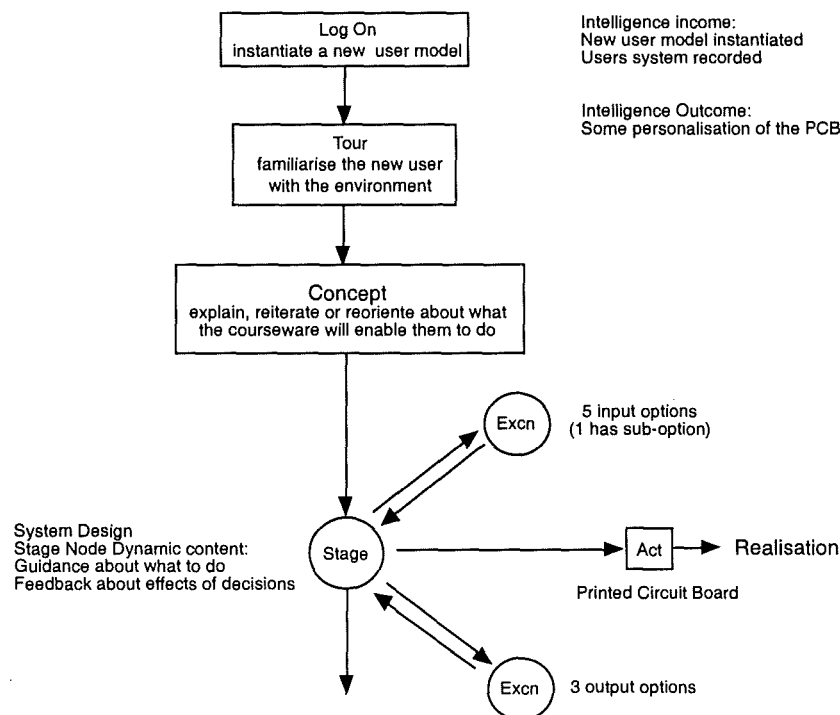 Log On
instantiate a new user model
Intelligence income:
New user model instantiated
Users system recorded
Intelligence Outcome:
Some personalisation of the PCB
Tour
familiarise the new user
with the environment
Concept
explain, reiterate or reoriente about what
the courseware will enable them to do
Excn
5 input options
(1 has sub-option)
System Design
Stage Node Dynamic content:
Guidance about what to do
Feedback about effects of decisions
Stage
Act
Realisation
Printed Circuit Board
Excn
3 output options